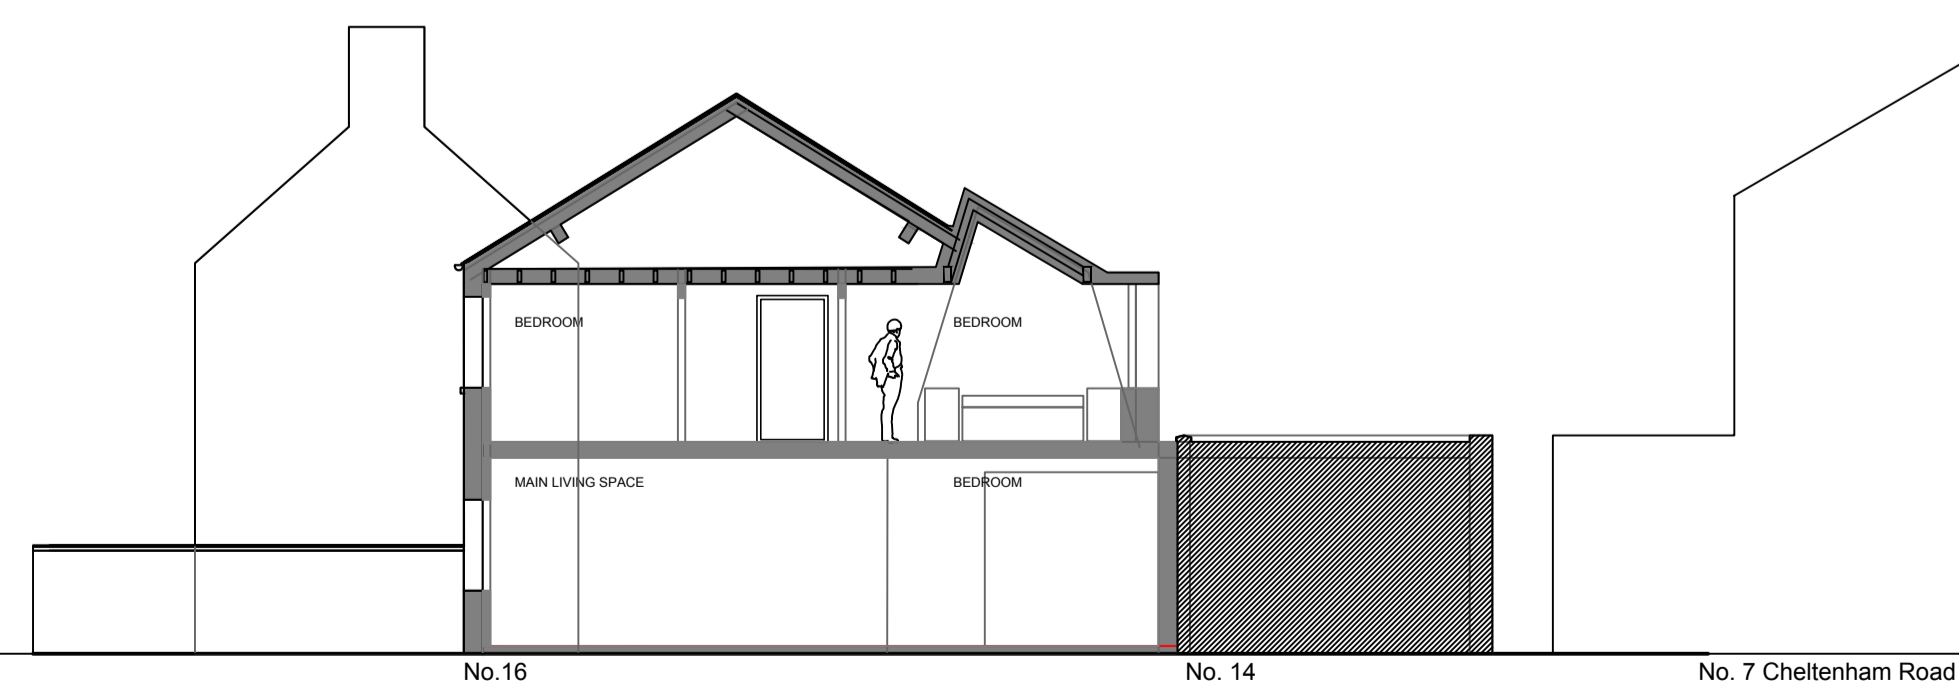 BEDROOM
BEDROOM
MAIN LIVING SPACE
BEDROOM
No.16
No. 14
No. 7 Cheltenham Road